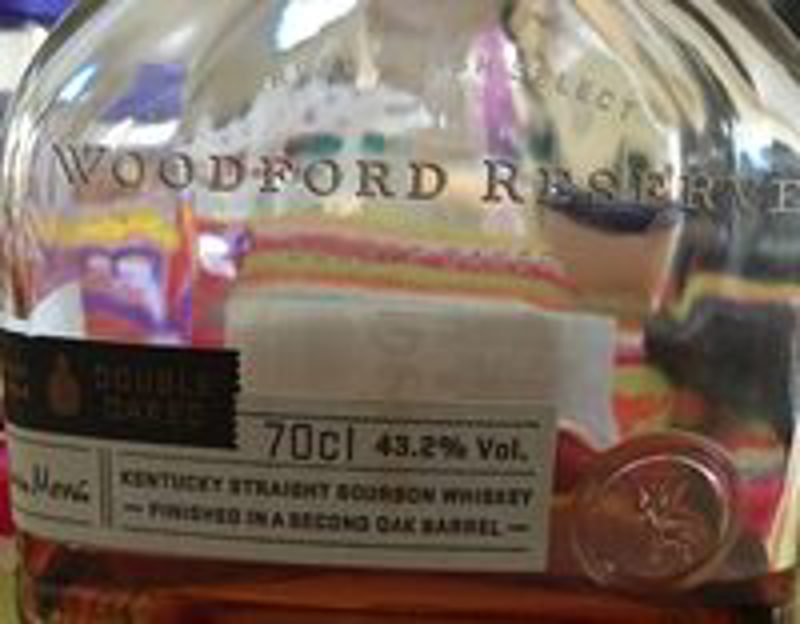 SELECT
WOODFORD RESERVE
DOUBLE
OAKED
70cl 43.2% Vol.
KENTUCKY STRAIGHT BOURBON WHISKEY
— FINISHED IN A SECOND OAK BARREL —